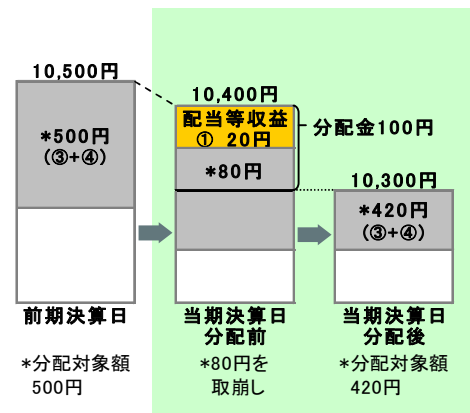 10,500円
*500円
(③+④)
前期決算日
*分配対象額
500円
10,400円
配当等収益
① 20円
*80円
分配金100円
当期決算日
分配前
*80円を
取崩し
10,300円
*420円
(③+④)
当期決算日
分配後
*分配対象額
420円